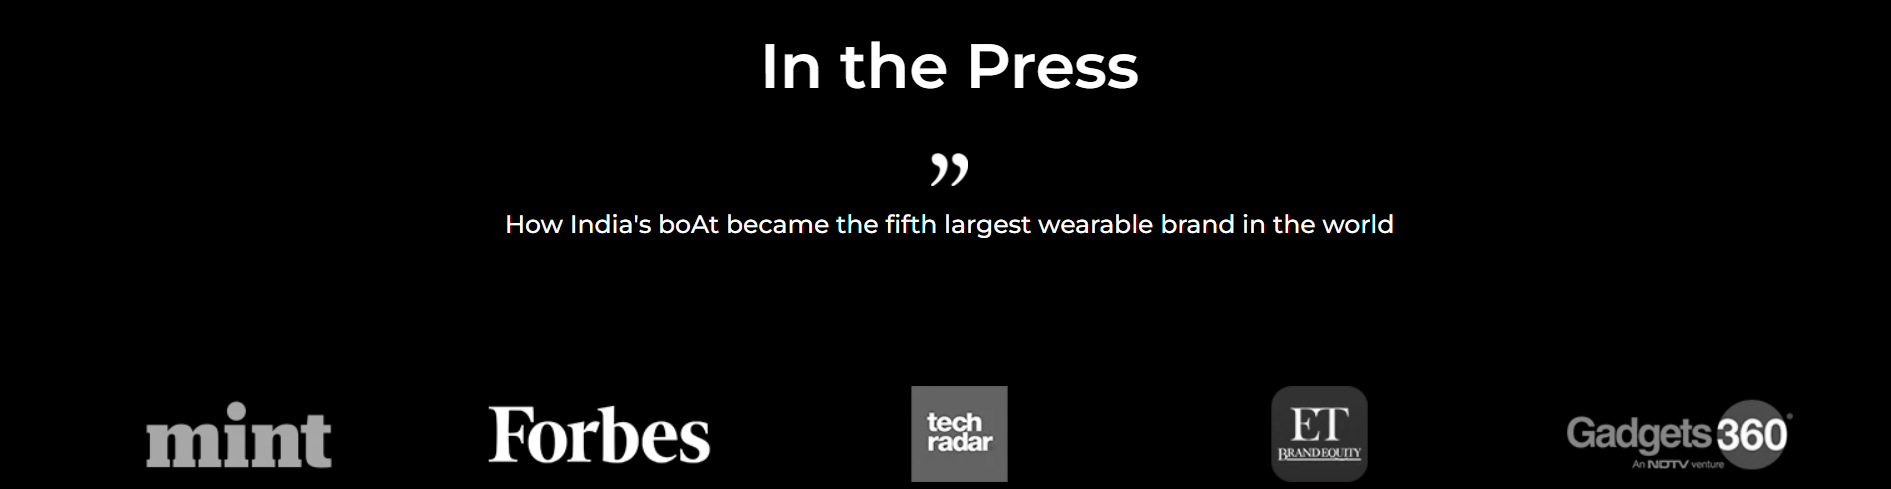 In the Press
”
How India's boAt became the fifth largest wearable brand in the world
mint
Forbes
tech
radar
ET
BRANDEQUITY
Gadgets 360
An NDTV venture